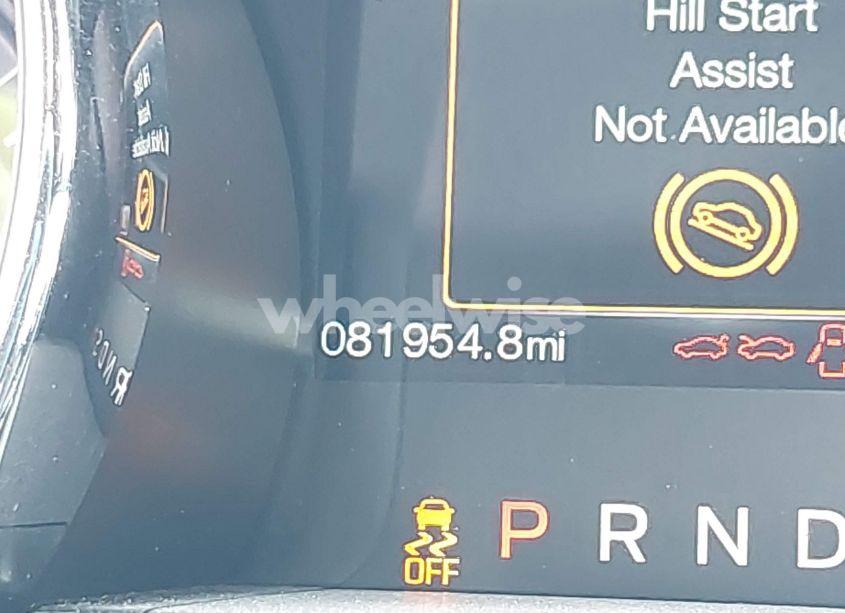 Hill Start
Assist
Not Available
wheelwise
081954.8mi
P R N D
OFF